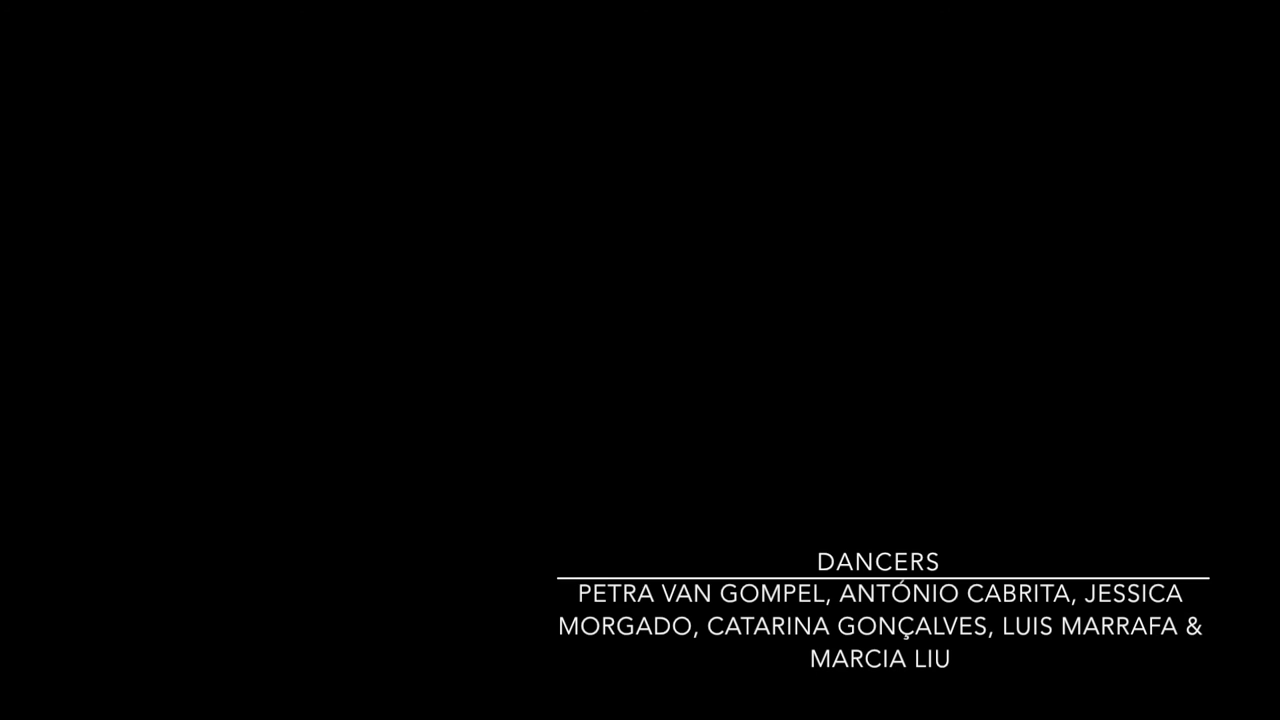 DANCERS
PETRA VAN GOMPEL, ANTÓNIO CABRITA, JESSICA
MORGADO, CATARINA GONÇALVES, LUIS MARRAFA &
MARCIA LIU